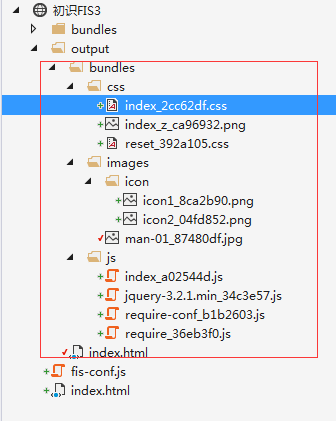 初识FIS3
bundles
output
bundles
css
index_2cc62df.css
index_z_ca96932.png
reset_392a105.css
images
icon
icon1_8ca2b90.png
icon2_04fd852.png
man-01_87480df.jpg
js
index_a02544d.js
jquery-3.2.1.min_34c3e57.js
require-conf_b1b2603.js
require_36eb3f0.js
index.html
fis-conf.js
index.html